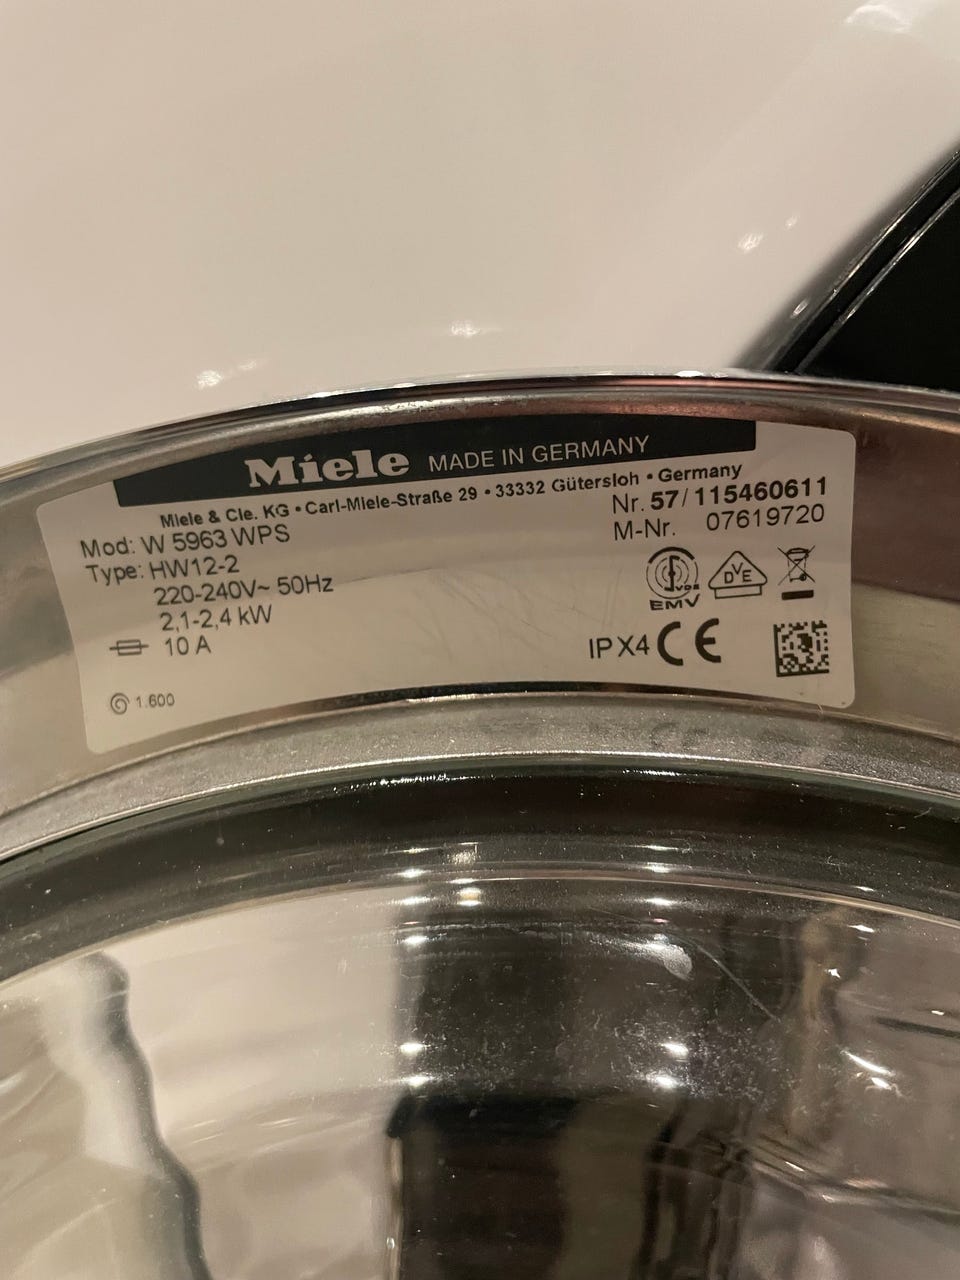 Miele MADE IN GERMANY
Miele & Cie. KG • Carl-Miele-Straße 29 • 33332 Gütersloh • Germany
Mod: W 5963 WPS
Nr. 57/115460611
Type: HW12-2
M-Nr. 07619720
220-240V~ 50Hz
2,1-2,4 kW
10 A
VDE
EMV
DVE
IPX4 CE
1.600